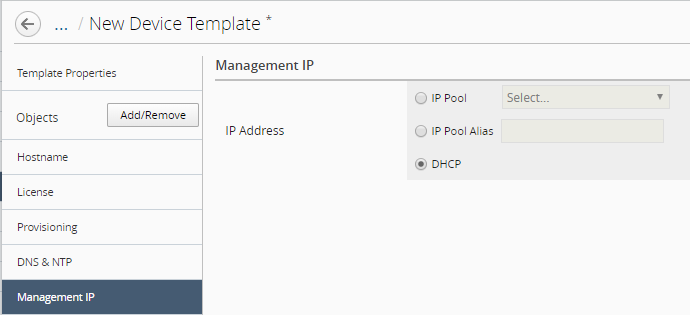 ... / New Device Template *
Template Properties
Objects Add/Remove
Hostname
License
Provisioning
DNS & NTP
Management IP
Management IP
IP Address
IP Pool Select...
IP Pool Alias
DHCP